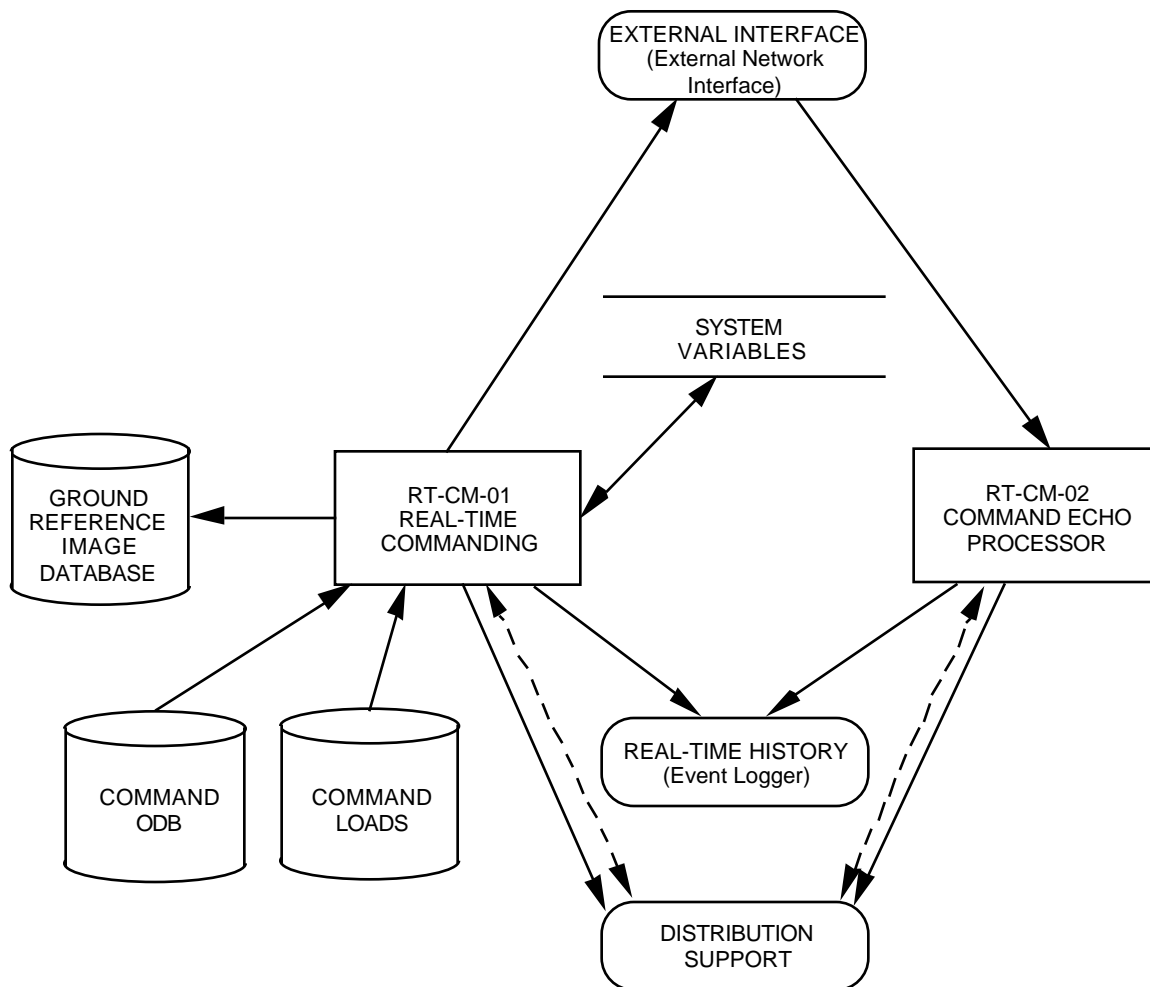 EXTERNAL INTERFACE
(External Network
Interface)
SYSTEM
VARIABLES
GROUND
REFERENCE
IMAGE
DATABASE
RT-CM-01
REAL-TIME
COMMANDING
RT-CM-02
COMMAND ECHO
PROCESSOR
COMMAND
ODB
COMMAND
LOADS
REAL-TIME HISTORY
(Event Logger)
DISTRIBUTION
SUPPORT